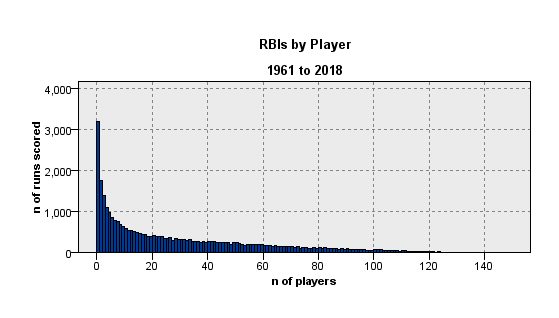 RBIs by Player
1961 to 2018
n of runs scored
4,000
3,000
2,000
1,000
0
0 20 40 60 80 100 120 140
n of players